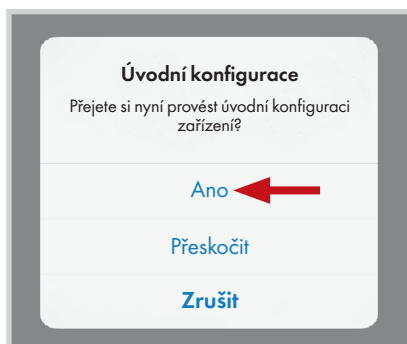 Úvodní konfigurace
Přejete si nyní provést úvodní konfiguraci
zařízení?
Ano
Přeskočit
Zrušit